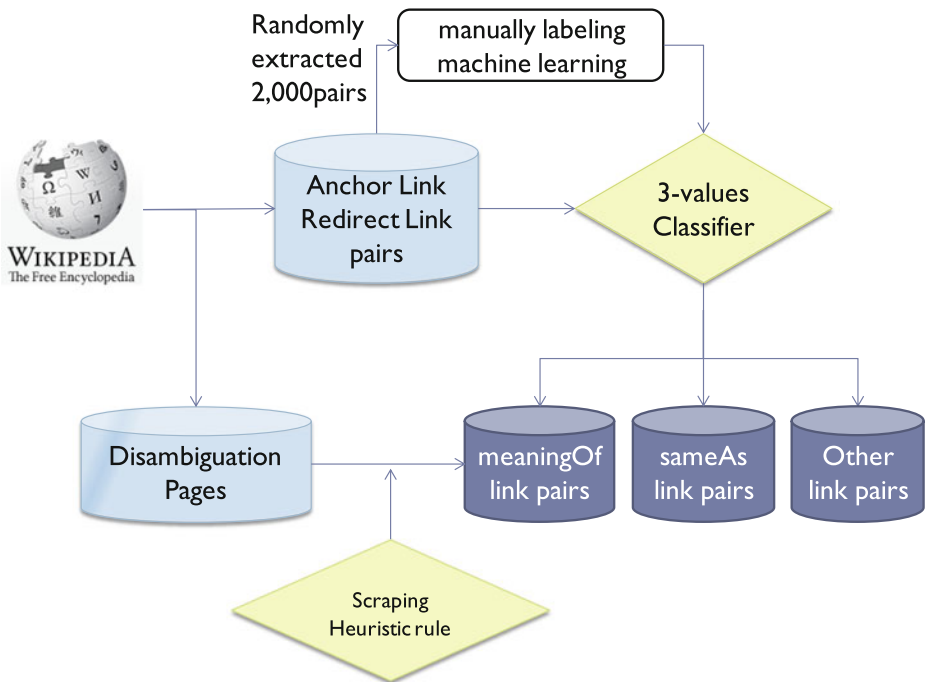 Randomly
extracted
2,000pairs
manually labeling
machine learning
Anchor Link
Redirect Link
pairs
3-values
Classifier
Ω
W
И
維
WIKIPEDIA
The Free Encyclopedia
Disambiguation
Pages
meaningOf
link pairs
sameAs
link pairs
Other
link pairs
Scraping
Heuristic rule